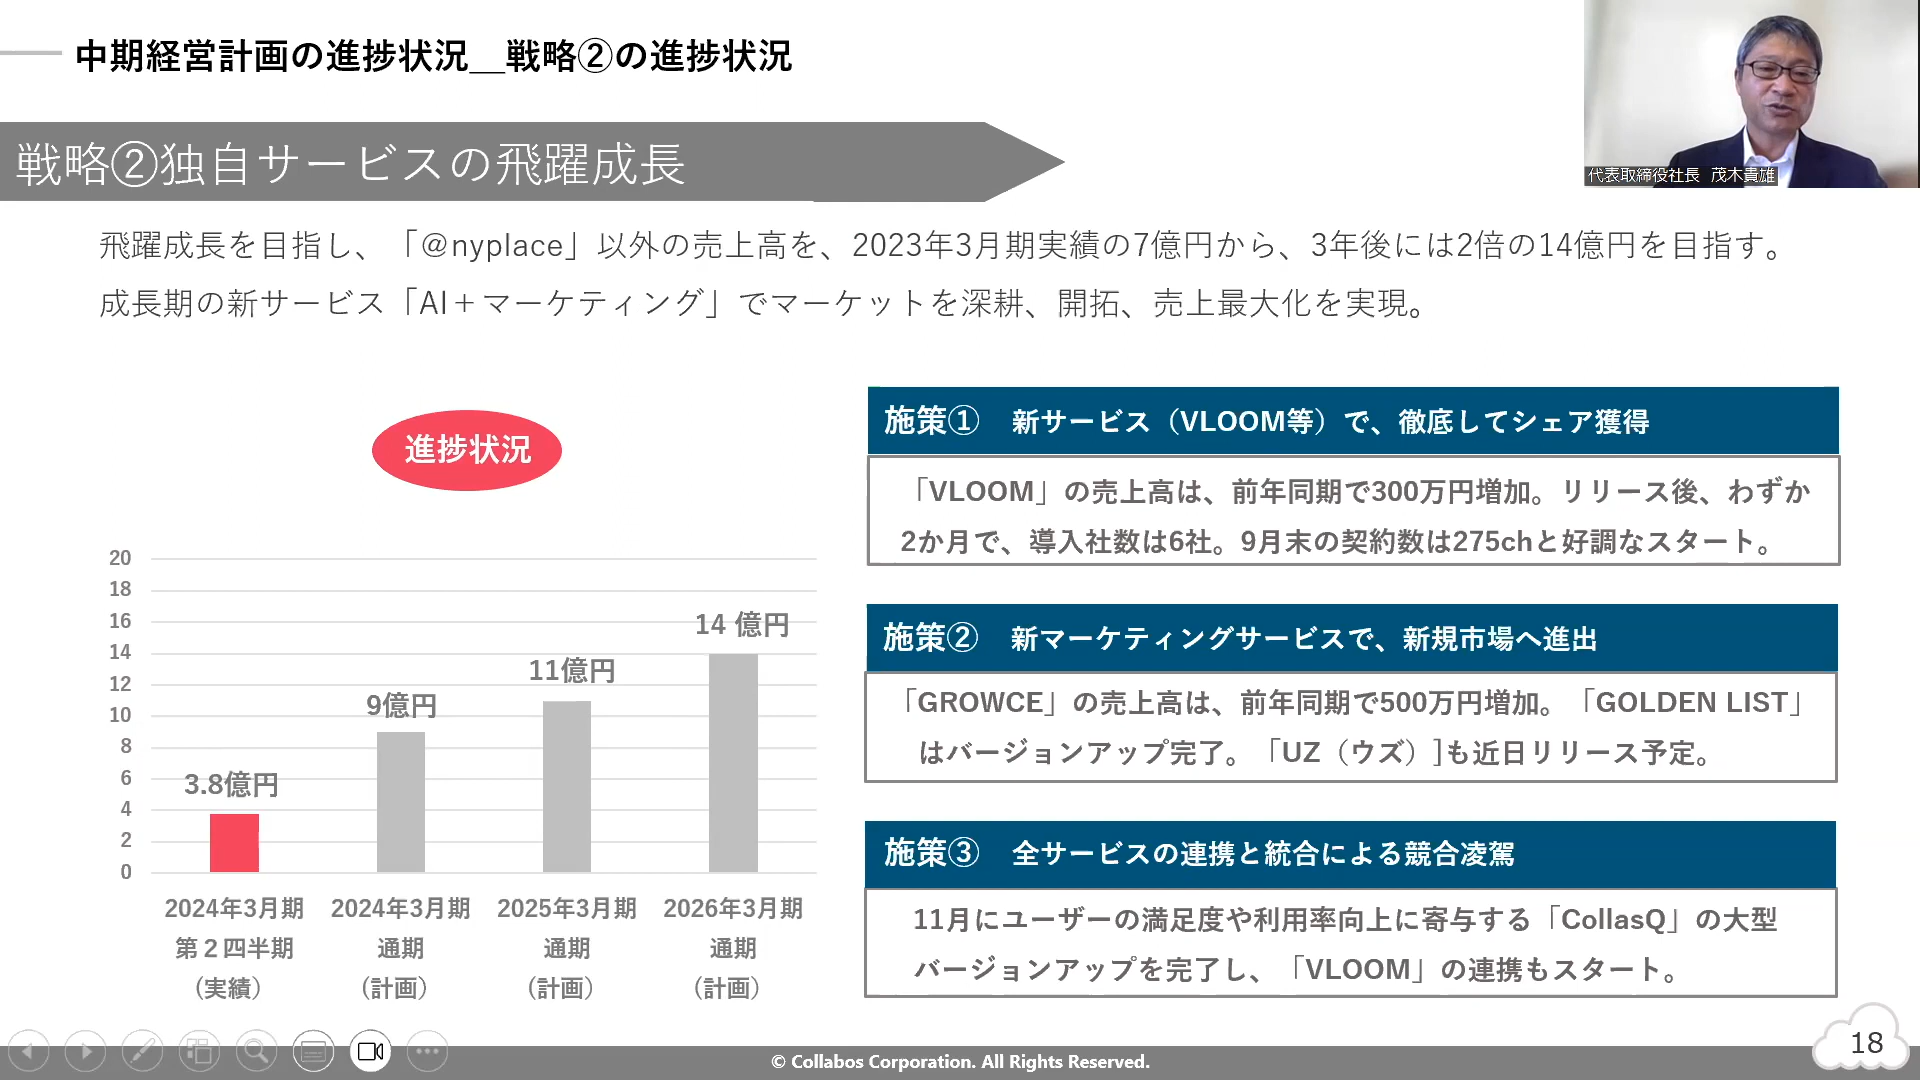 中期経営計画の進捗状況__戦略②の進捗状況
代表取締役社長 茂木貴雄
戦略②独自サービスの飛躍成長
飛躍成長を目指し、「@nyplace」以外の売上高を、2023年3月期実績の7億円から、3年後には2倍の14億円を目指す。
成長期の新サービス「AI＋マーケティング」でマーケットを深耕、開拓、売上最大化を実現。
進捗状況
20
18
16
14
12
10
8
6
4
2
0
3.8億円
9億円
11億円
14 億円
2024年3月期
第２四半期
（実績）
2024年3月期
通期
（計画）
2025年3月期
通期
（計画）
2026年3月期
通期
（計画）
施策① 新サービス（VLOOM等）で、徹底してシェア獲得
「VLOOM」の売上高は、前年同期で300万円増加。リリース後、わずか
2か月で、導入社数は6社。9月末の契約数は275chと好調なスタート。
施策② 新マーケティングサービスで、新規市場へ進出
「GROWCE」の売上高は、前年同期で500万円増加。「GOLDEN LIST」
はバージョンアップ完了。「UZ（ウズ）]も近日リリース予定。
施策③ 全サービスの連携と統合による競合凌駕
11月にユーザーの満足度や利用率向上に寄与する「CollasQ」の大型
バージョンアップを完了し、「VLOOM」の連携もスタート。
© Collabos Corporation. All Rights Reserved.
18